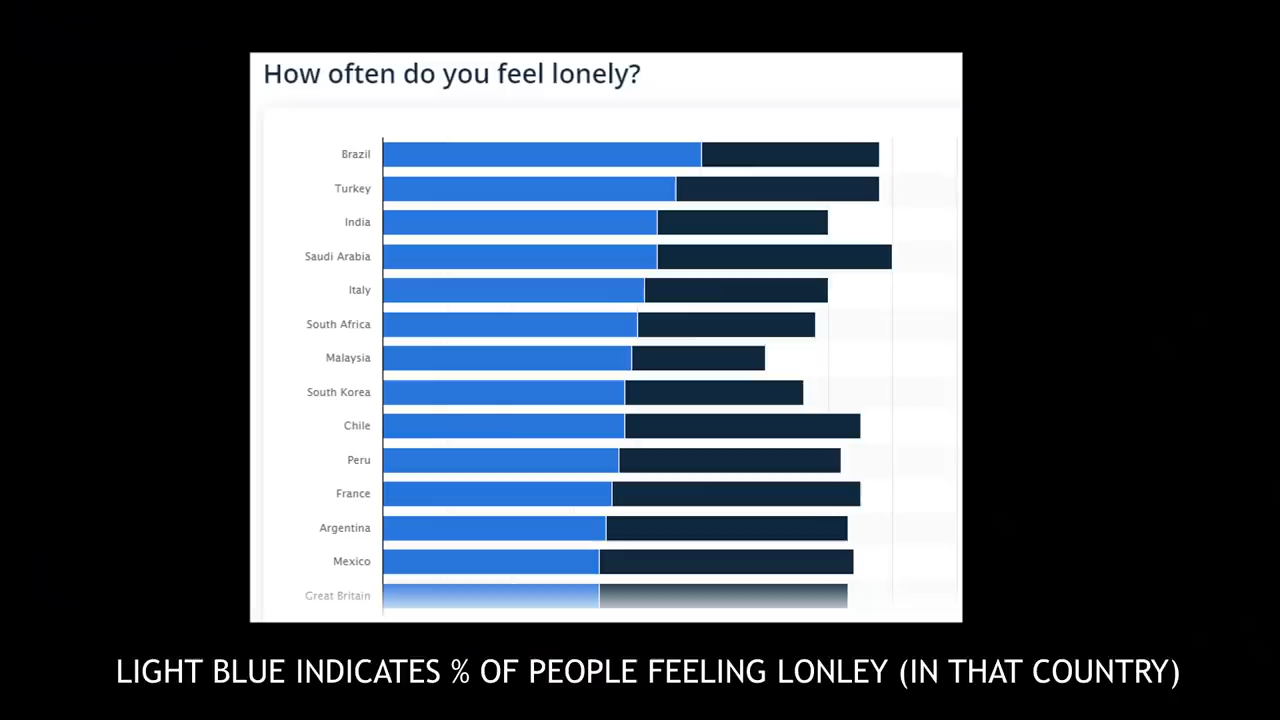 How often do you feel lonely?
Brazil
Turkey
India
Saudi Arabia
Italy
South Africa
Malaysia
South Korea
Chile
Peru
France
Argentina
Mexico
Great Britain
LIGHT BLUE INDICATES % OF PEOPLE FEELING LONLEY (IN THAT COUNTRY)